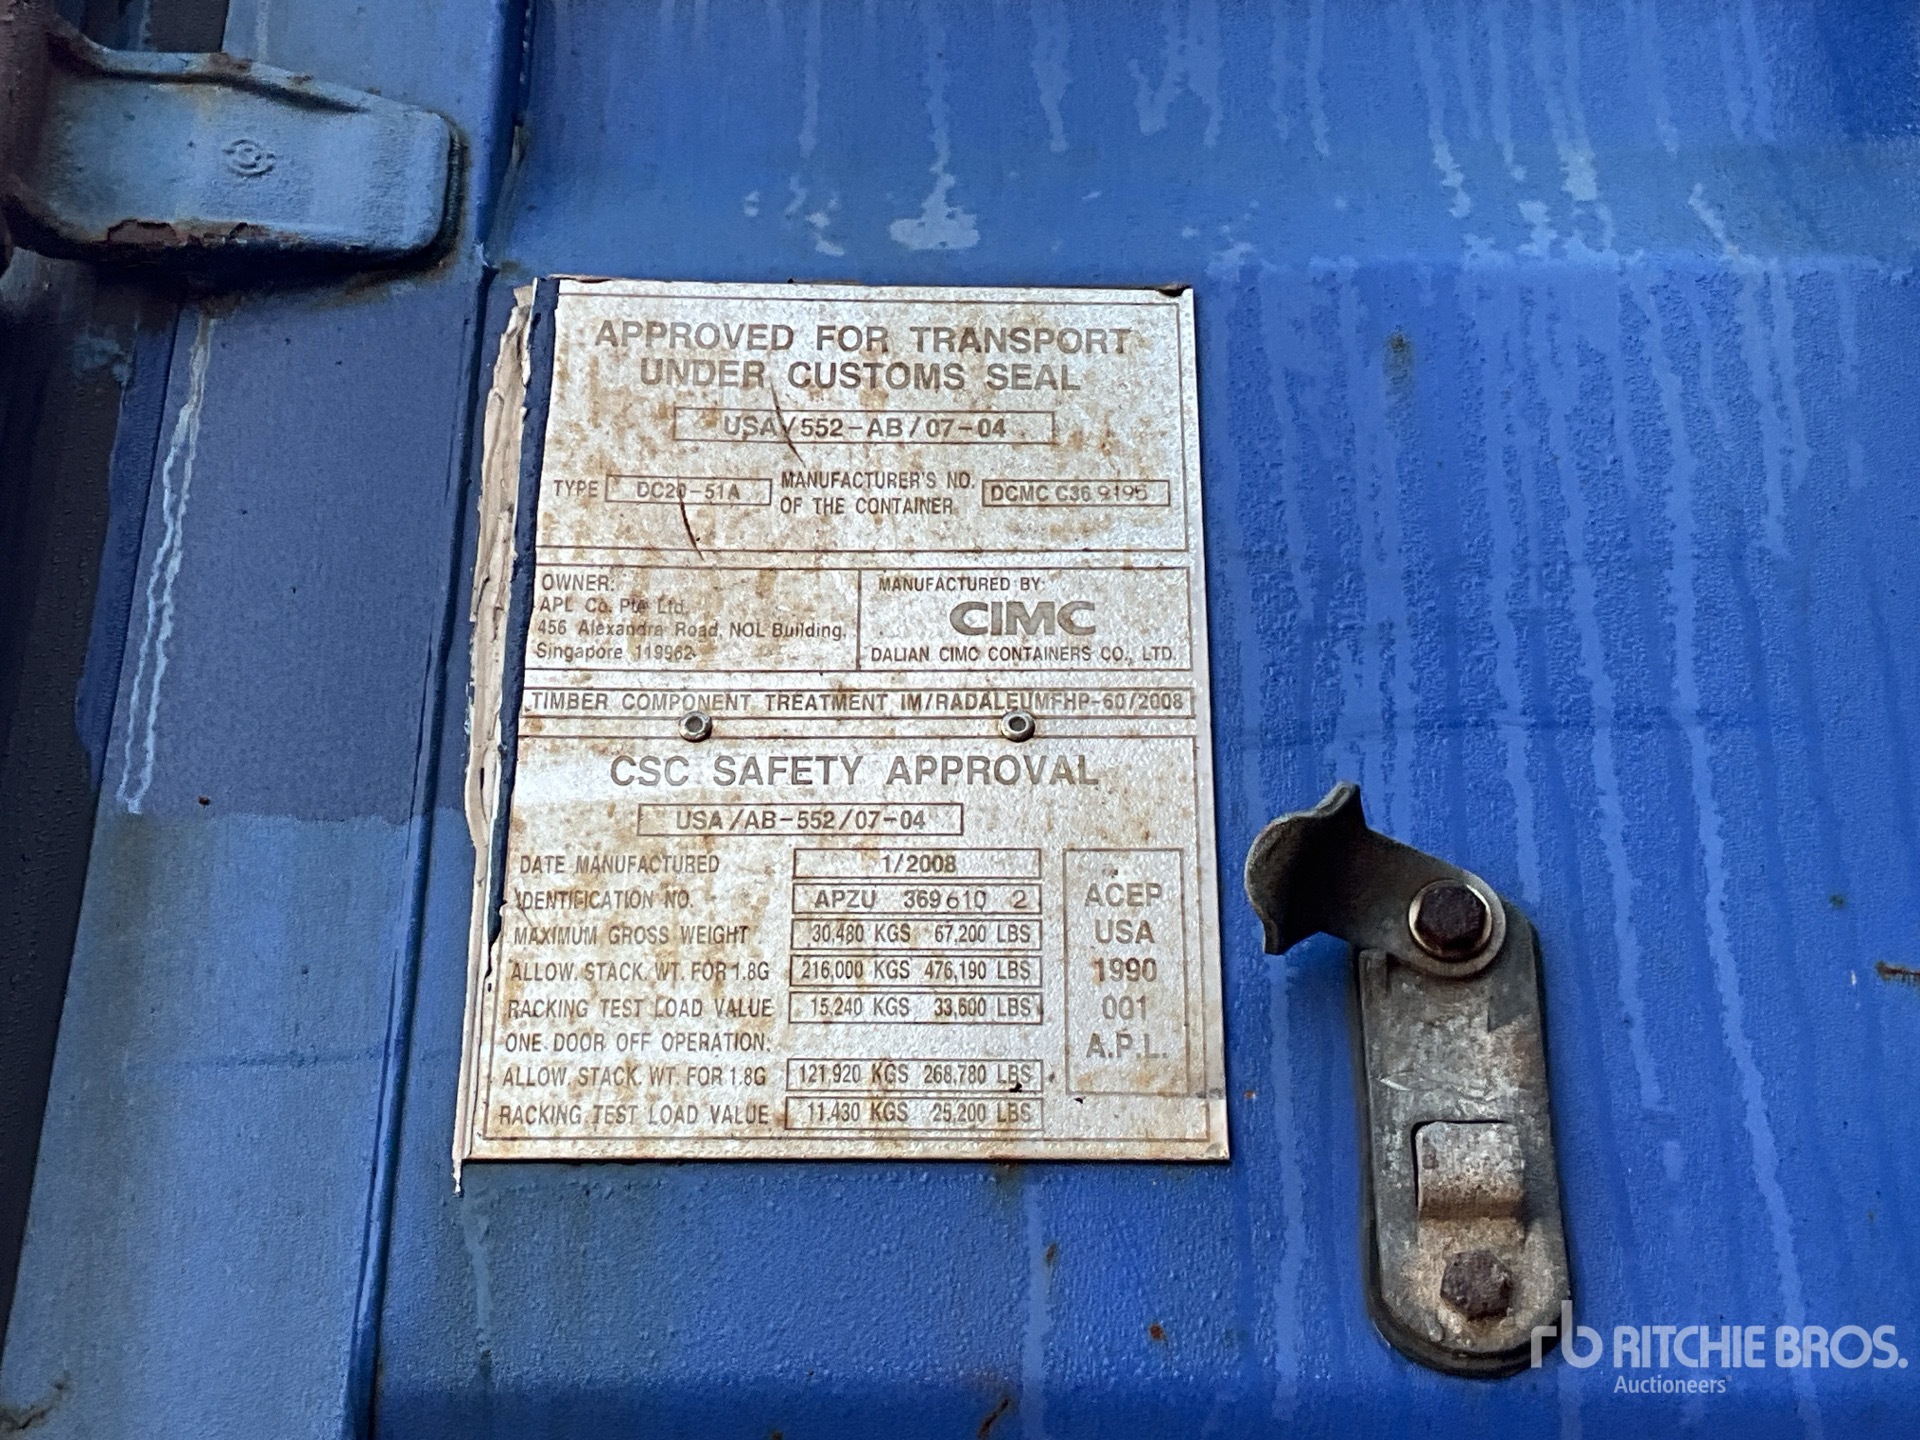 APPROVED FOR TRANSPORT
UNDER CUSTOMS SEAL
USA/552-AB/07-04
TYPE DC20-51A MANUFACTURER'S NO. OF THE CONTAINER DCMC C36 9195
OWNER:
APL Co. Pte Ltd.
456 Alexandra Road, NOL Building,
Singapore 119962
MANUFACTURED BY:
CIMC
DALIAN CIMC CONTAINERS CO., LTD.
TIMBER COMPONENT TREATMENT IM/RADALEUMFHP-60/2008
CSC SAFETY APPROVAL
USA/AB-552/07-04
DATE MANUFACTURED 1/2008
IDENTIFICATION NO. APZU 369610 2
MAXIMUM GROSS WEIGHT 30,480 KGS 67,200 LBS
ALLOW. STACK. WT. FOR 1.8G 216,000 KGS 476,190 LBS
RACKING TEST LOAD VALUE 15,240 KGS 33,600 LBS
ONE DOOR OFF OPERATION:
ALLOW. STACK. WT. FOR 1.8G 121,920 KGS 268,780 LBS
RACKING TEST LOAD VALUE 11,430 KGS 25,200 LBS
ACEP
USA
1990
001
A.P.L.
rb RITCHIE BROS.
Auctioneers